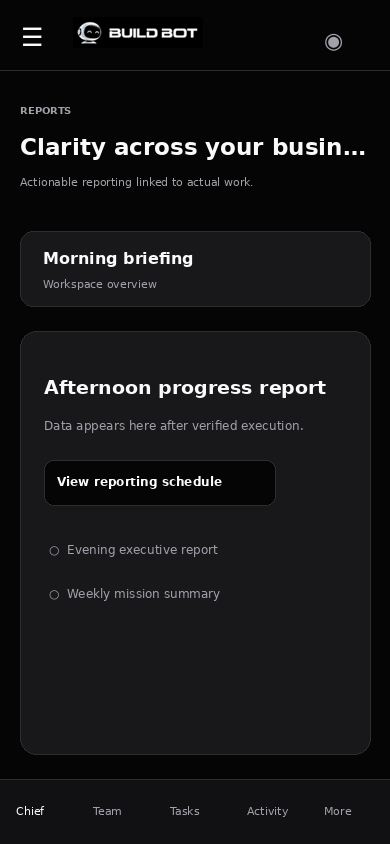 BUILD BOT
REPORTS
Clarity across your busin...
Actionable reporting linked to actual work.
Morning briefing
Workspace overview
Afternoon progress report
Data appears here after verified execution.
View reporting schedule
Evening executive report
Weekly mission summary
Chief Team Tasks Activity More